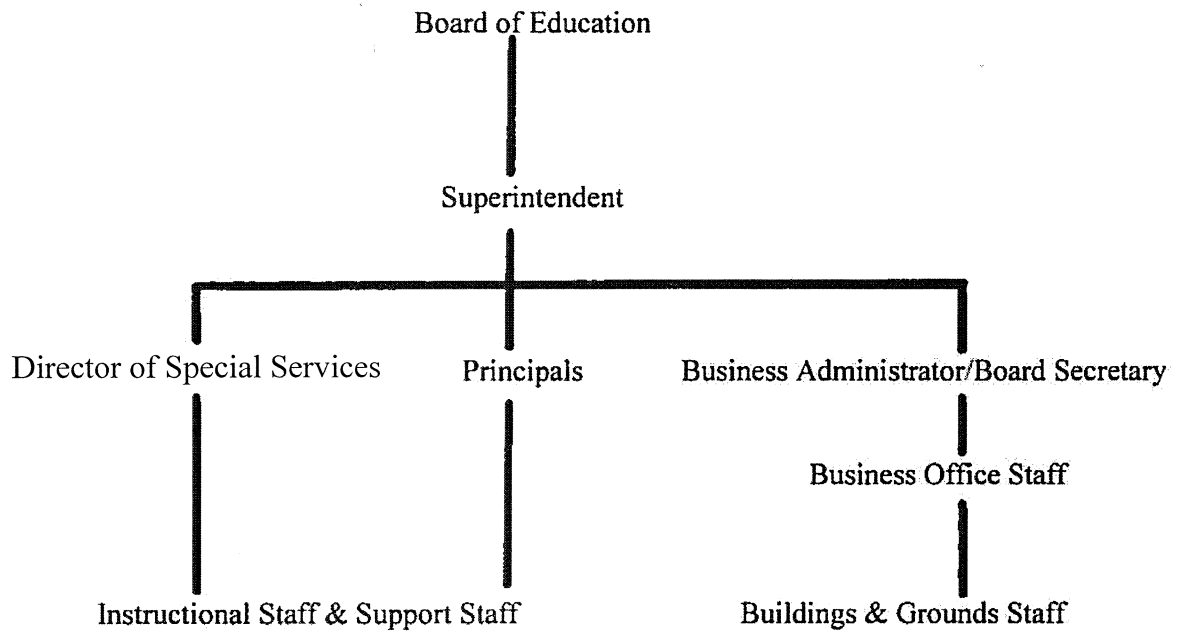 Board of Education
Superintendent
Director of Special Services
Principals
Business Administrator/Board Secretary
Business Office Staff
Instructional Staff & Support Staff
Buildings & Grounds Staff